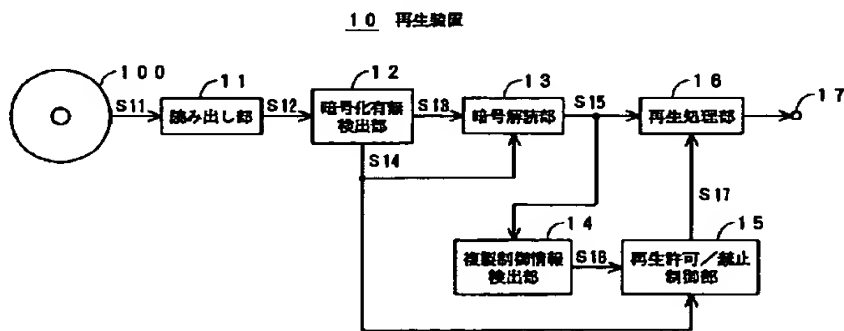 10 再生装置
100
11
12
13
16
17
S11
読み出し部
S12
暗号化有無
検出部
S13
暗号解読部
S15
再生処理部
S14
S17
14
15
複製制御情報
検出部
S16
再生許可/禁止
制御部